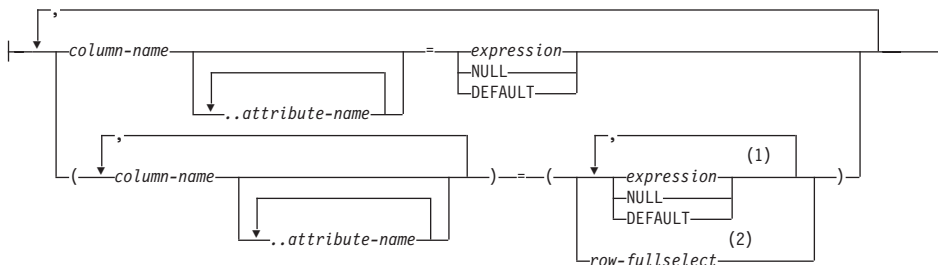 ,
column-name = expression
NULL
DEFAULT
..attribute-name
, , (1)
( column-name ) = ( expression )
NULL
DEFAULT
..attribute-name (2)
row-fullselect